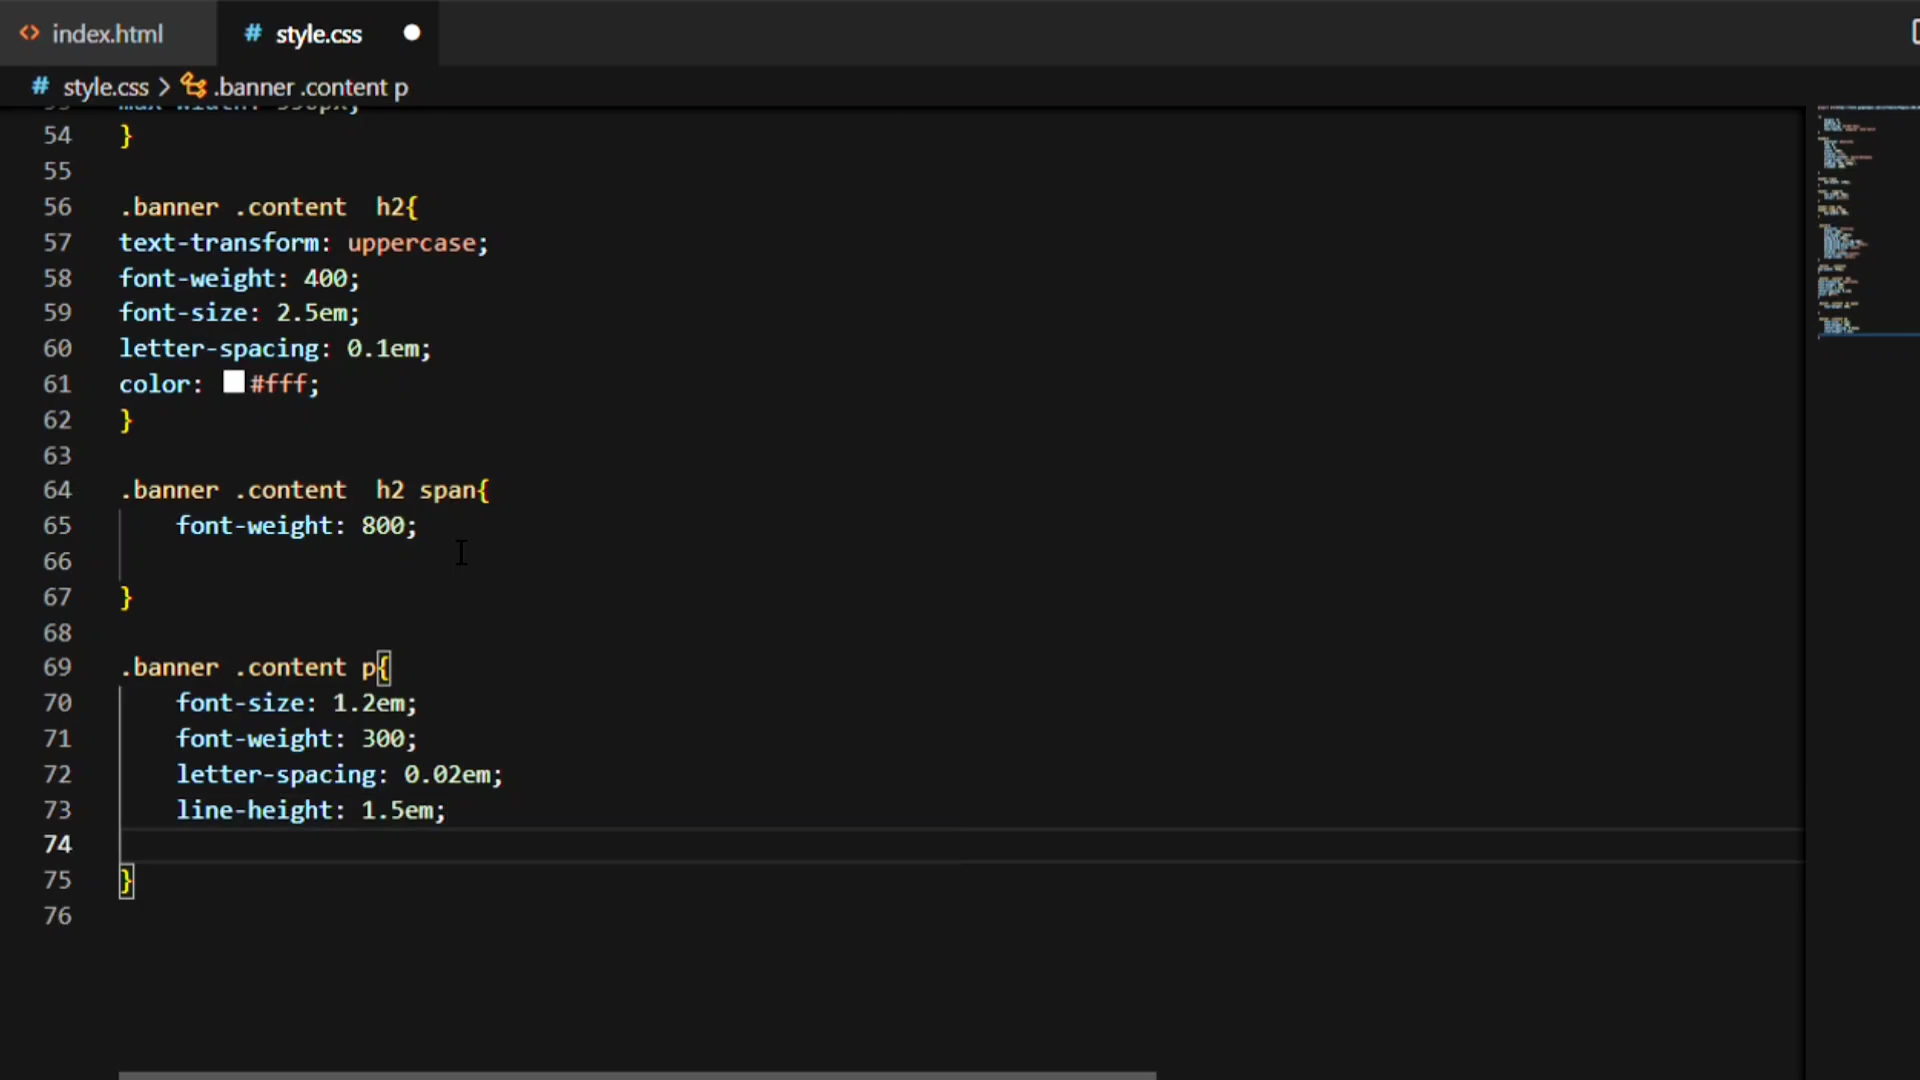 index.html
# style.css
# style.css > .banner .content p
54 }
55
56 .banner .content  h2{
57 text-transform: uppercase;
58 font-weight: 400;
59 font-size: 2.5em;
60 letter-spacing: 0.1em;
61 color: #fff;
62 }
63
64 .banner .content  h2 span{
65     font-weight: 800;
66
67 }
68
69 .banner .content p{
70     font-size: 1.2em;
71     font-weight: 300;
72     letter-spacing: 0.02em;
73     line-height: 1.5em;
74
75 }
76